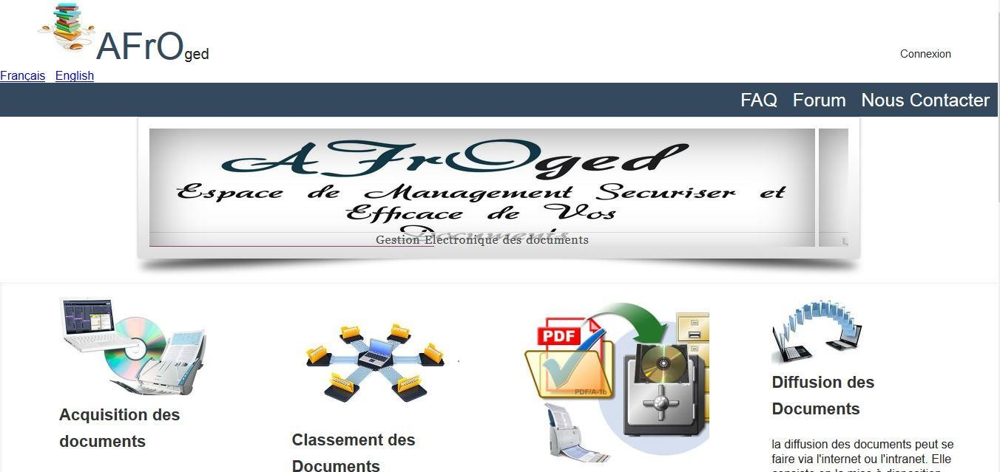 AFrOged
Connexion
Français English
FAQ Forum Nous Contacter
AFrOged
Espace de Management Securiser et
Efficace de Vos
Documents
Gestion Electronique des documents
PDF
PDF/A-1b
Acquisition des
documents
Classement des
Documents
Diffusion des
Documents
la diffusion des documents peut se
faire via l'internet ou l'intranet. Elle
consiste en la mise à disposition